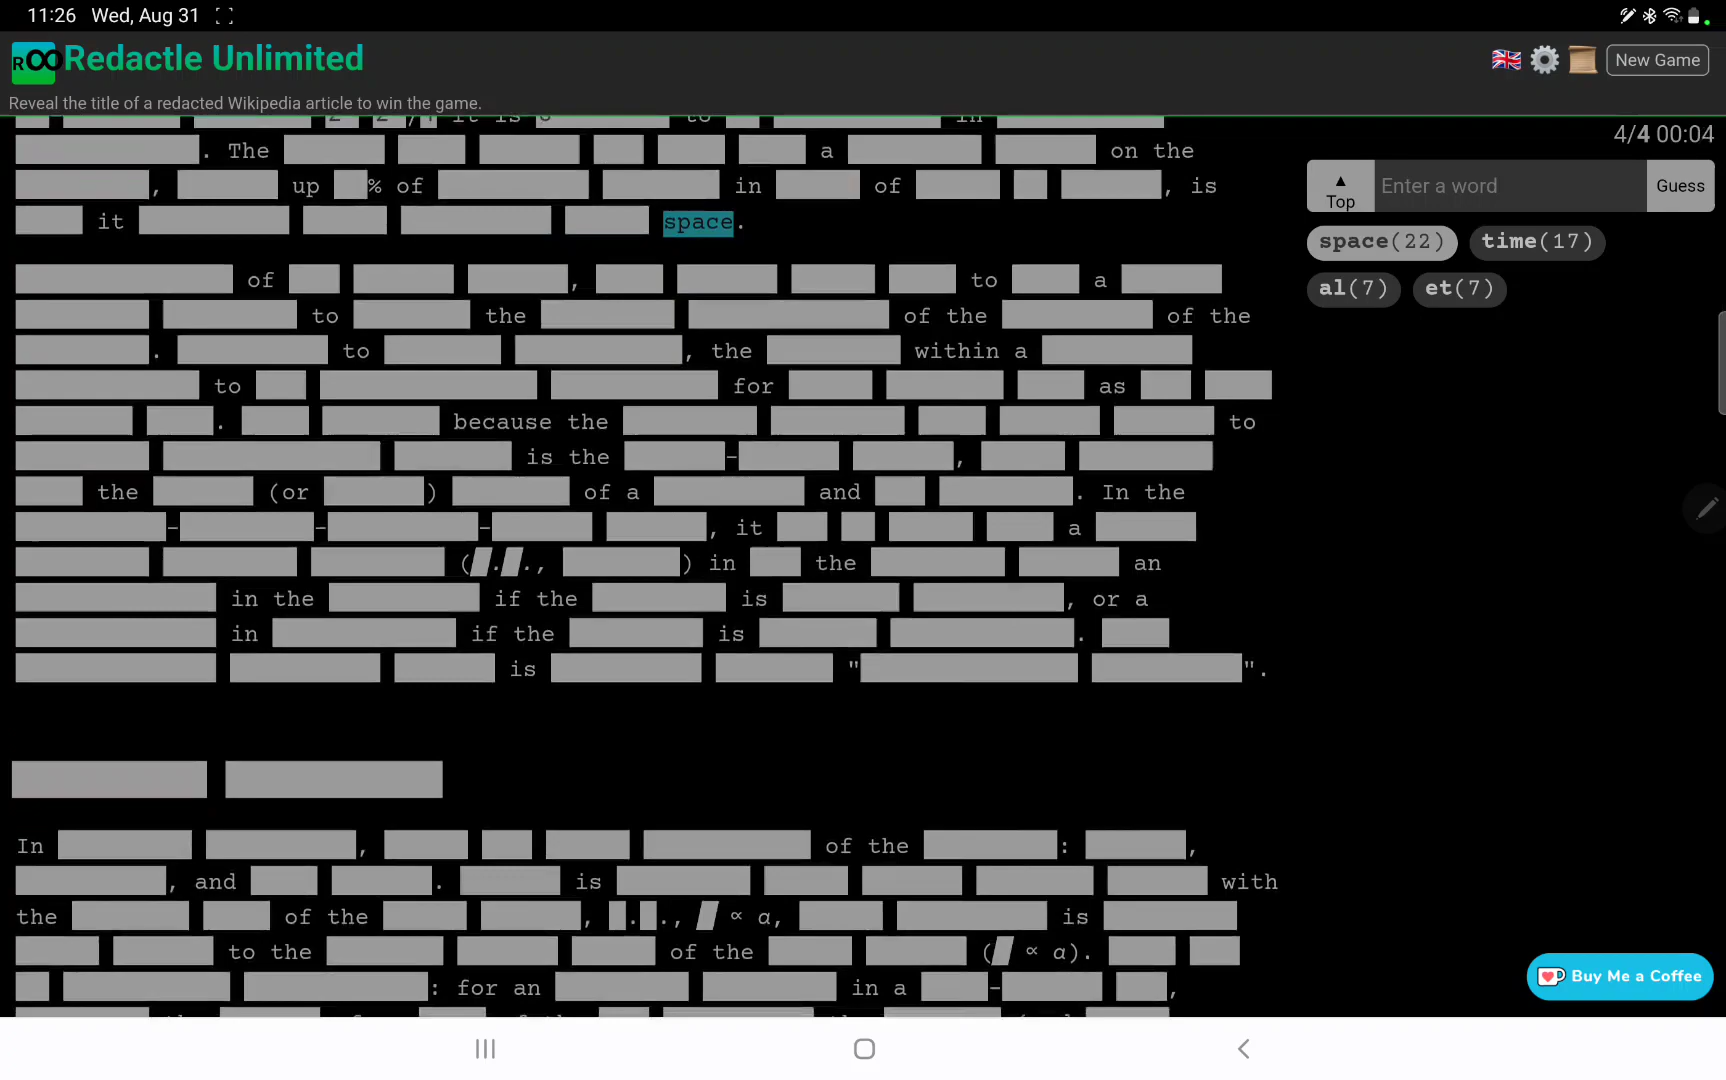 11:26 Wed, Aug 31
R∞ Redactle Unlimited
New Game
Reveal the title of a redacted Wikipedia article to win the game.
it is to in
4/4 00:04
. The a on the
, up % of in of , is
it space.
▲
Top
Enter a word
Guess
space(22) time(17)
al(7) et(7)
of , to a
to the of the of the
. to , the within a
to for as
. because the to
is the - ,
the (or ) of a and . In the
- - - , it a
( . ., ) in the an
in the if the is , or a
in if the is .
is " ".
In , of the : ,
, and . is with
the of the , . ., ∝ α, is
to the of the ( ∝ α).
: for an in a - ,
Buy Me a Coffee